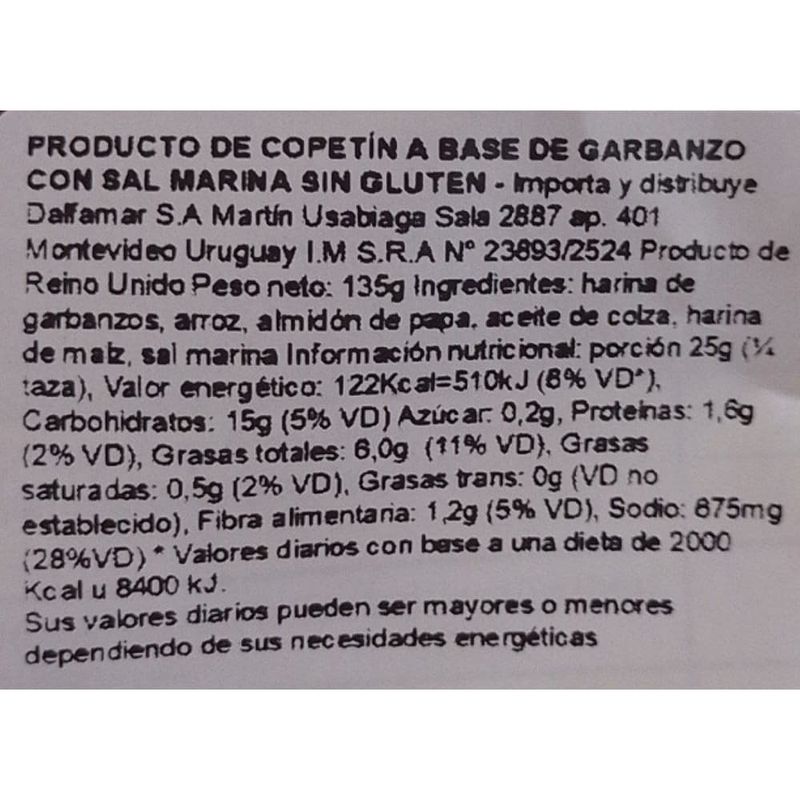 PRODUCTO DE COPETÍN A BASE DE GARBANZO
CON SAL MARINA SIN GLUTEN - Importa y distribuye
Dalfamar S.A Martín Usabiaga Sala 2887 ap. 401
Montevideo Uruguay I.M S.R.A Nº 23893/2524 Producto de
Reino Unido Peso neto: 135g Ingredientes: harina de
garbanzos, arroz, almidón de papa, aceite de colza, harina
de maíz, sal marina Información nutricional: porción 25g (¼
taza), Valor energético: 122Kcal=510kJ (6% VD*),
Carbohidratos: 15g (5% VD) Azúcar: 0,2g, Proteínas: 1,6g
(2% VD), Grasas totales: 6,0g (11% VD), Grasas
saturadas: 0,5g (2% VD), Grasas trans: 0g (VD no
establecido), Fibra alimentaria: 1,2g (5% VD), Sodio: 675mg
(28%VD) * Valores diarios con base a una dieta de 2000
Kcal u 8400 kJ.
Sus valores diarios pueden ser mayores o menores
dependiendo de sus necesidades energéticas